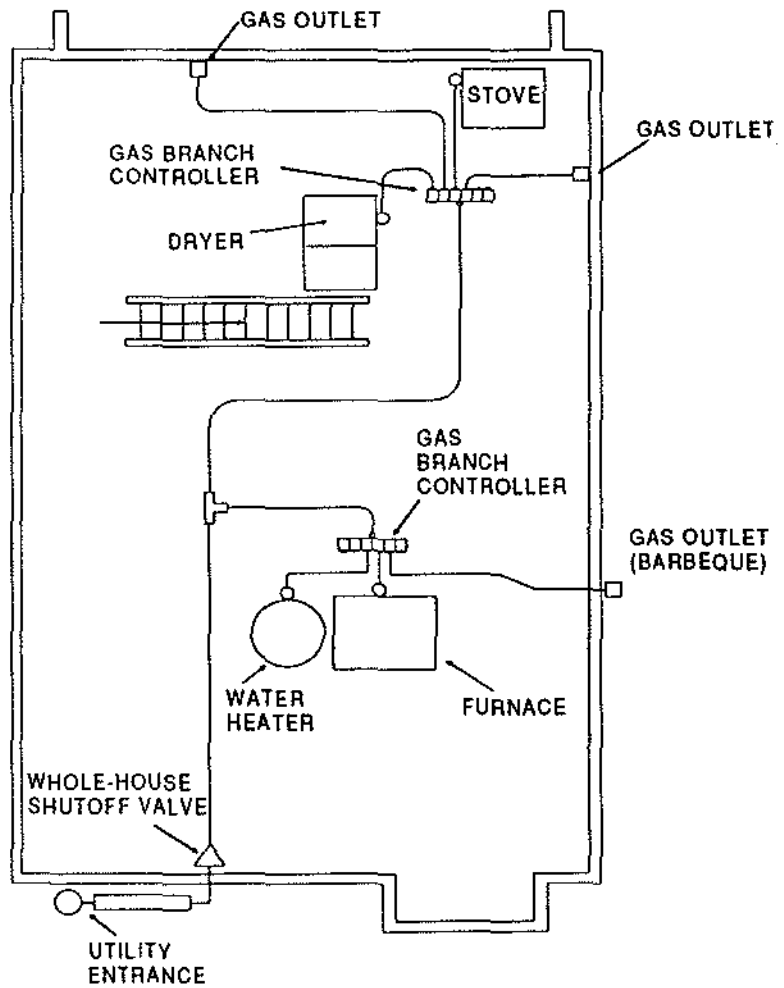 GAS OUTLET
STOVE
GAS OUTLET
GAS BRANCH
CONTROLLER
DRYER
GAS
BRANCH
CONTROLLER
GAS OUTLET
(BARBEQUE)
WATER
HEATER
FURNACE
WHOLE-HOUSE
SHUTOFF VALVE
UTILITY
ENTRANCE